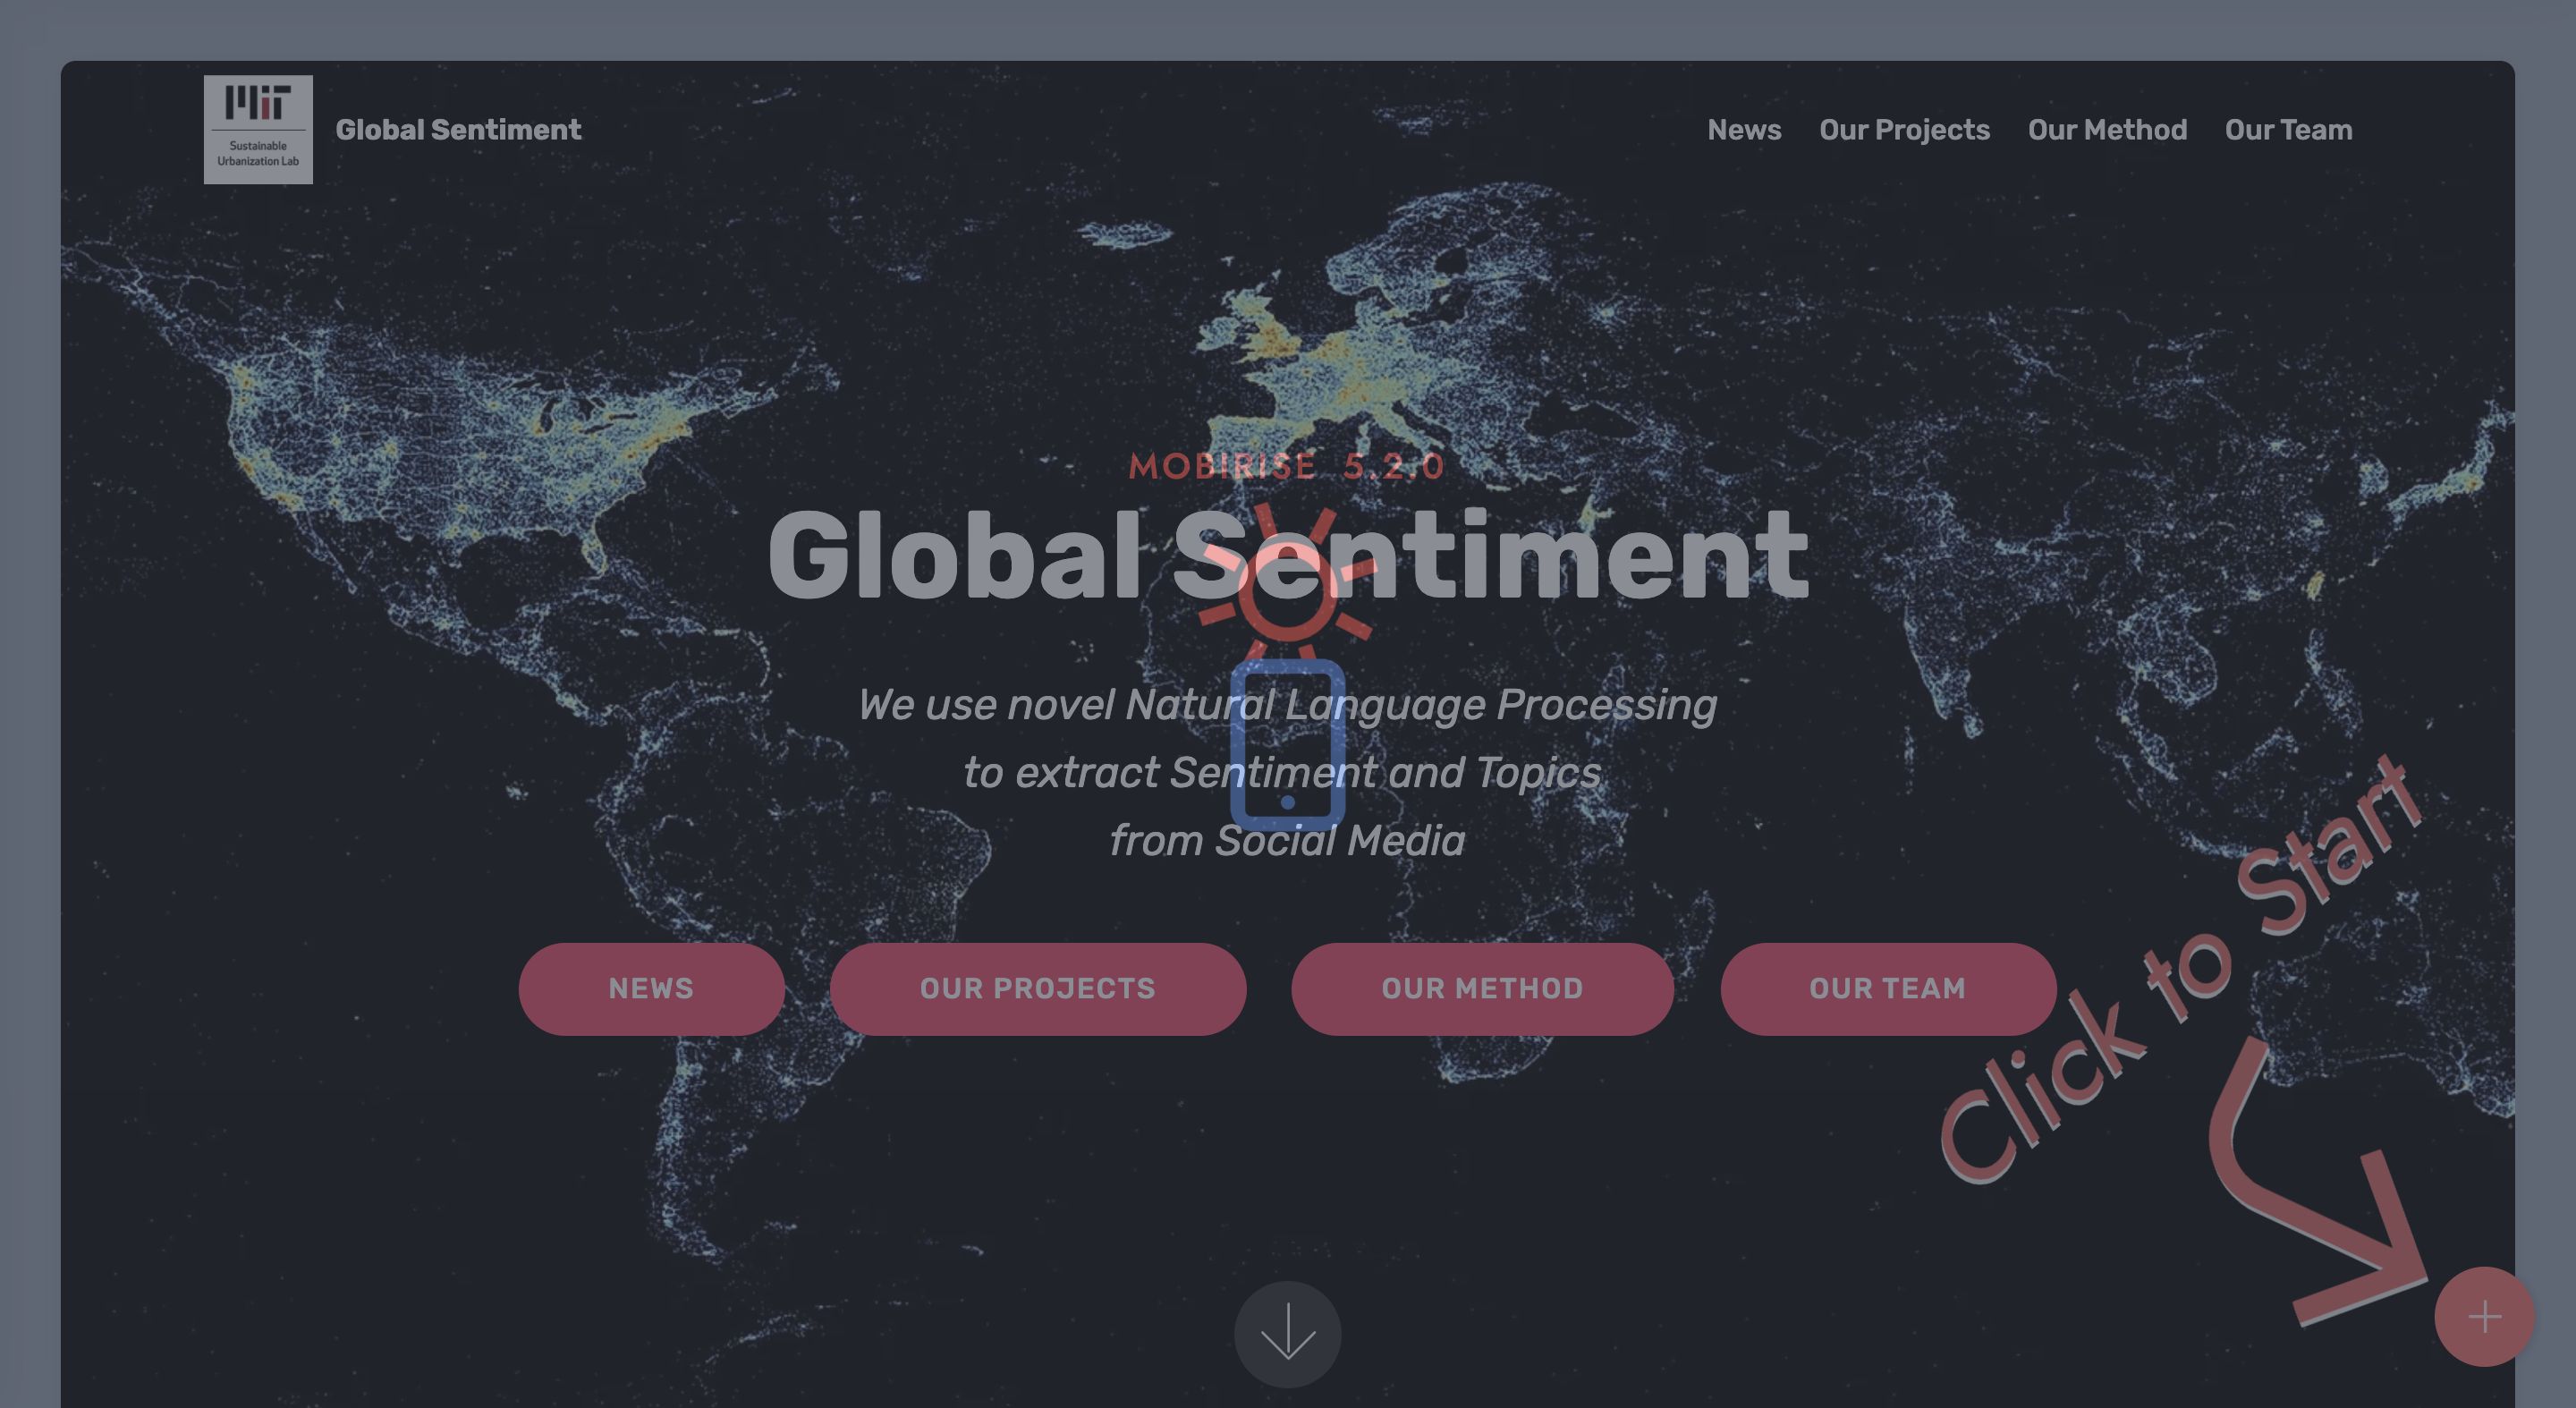 MIT
Sustainable
Urbanization Lab
Global Sentiment
News
Our Projects
Our Method
Our Team
MOBIRISE 5.2.0
Global Sentiment
We use novel Natural Language Processing
to extract Sentiment and Topics
from Social Media
NEWS
OUR PROJECTS
OUR METHOD
OUR TEAM
Click to Start